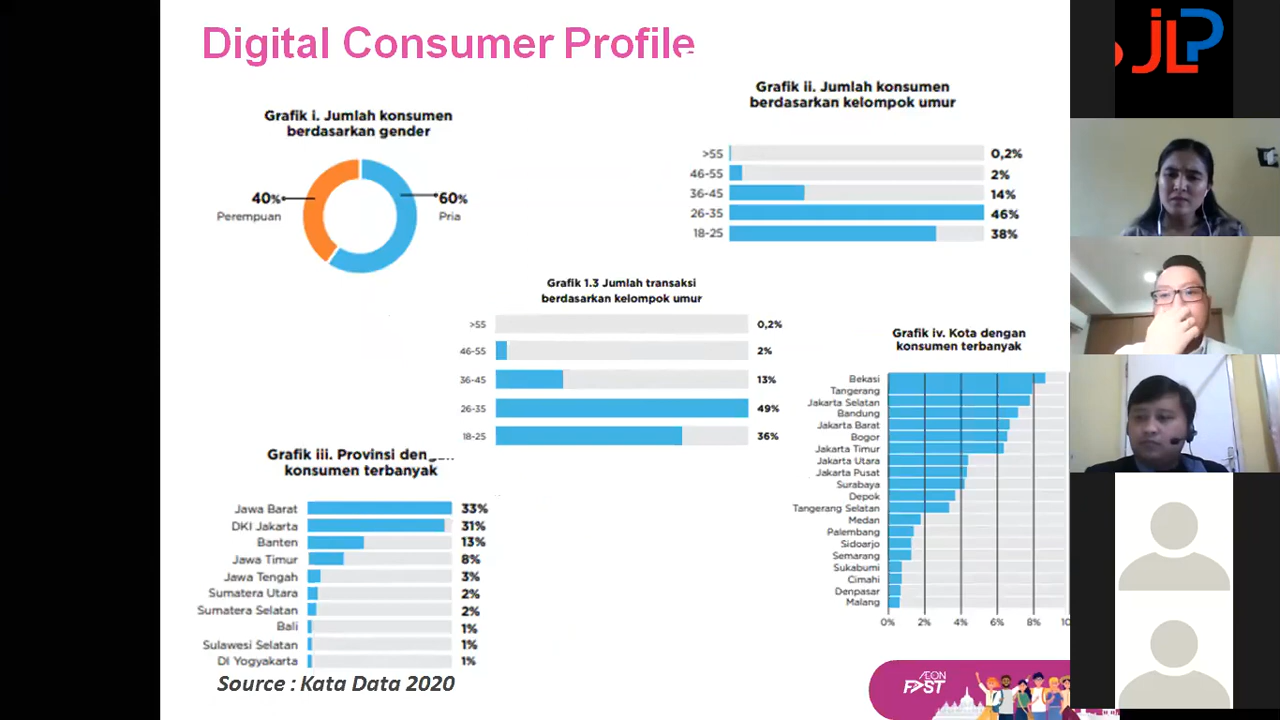 Digital Consumer Profile
Grafik i. Jumlah konsumen
berdasarkan gender
40%
Perempuan
60%
Pria
Grafik ii. Jumlah konsumen
berdasarkan kelompok umur
>55 0,2%
46-55 2%
36-45 14%
26-35 46%
18-25 38%
Grafik 1.3 Jumlah transaksi
berdasarkan kelompok umur
>55 0,2%
46-55 2%
36-45 13%
26-35 49%
18-25 36%
Grafik iii. Provinsi dengan
konsumen terbanyak
Jawa Barat 33%
DKI Jakarta 31%
Banten 13%
Jawa Timur 8%
Jawa Tengah 3%
Sumatera Utara 2%
Sumatera Selatan 2%
Bali 1%
Sulawesi Selatan 1%
DI Yogyakarta 1%
Grafik iv. Kota dengan
konsumen terbanyak
Bekasi
Tangerang
Jakarta Selatan
Bandung
Jakarta Barat
Bogor
Jakarta Timur
Jakarta Utara
Jakarta Pusat
Surabaya
Depok
Tangerang Selatan
Medan
Palembang
Sidoarjo
Semarang
Sukabumi
Cimahi
Denpasar
Malang
0% 2% 4% 6% 8% 10
Source : Kata Data 2020
ÆON
FAST
JLP